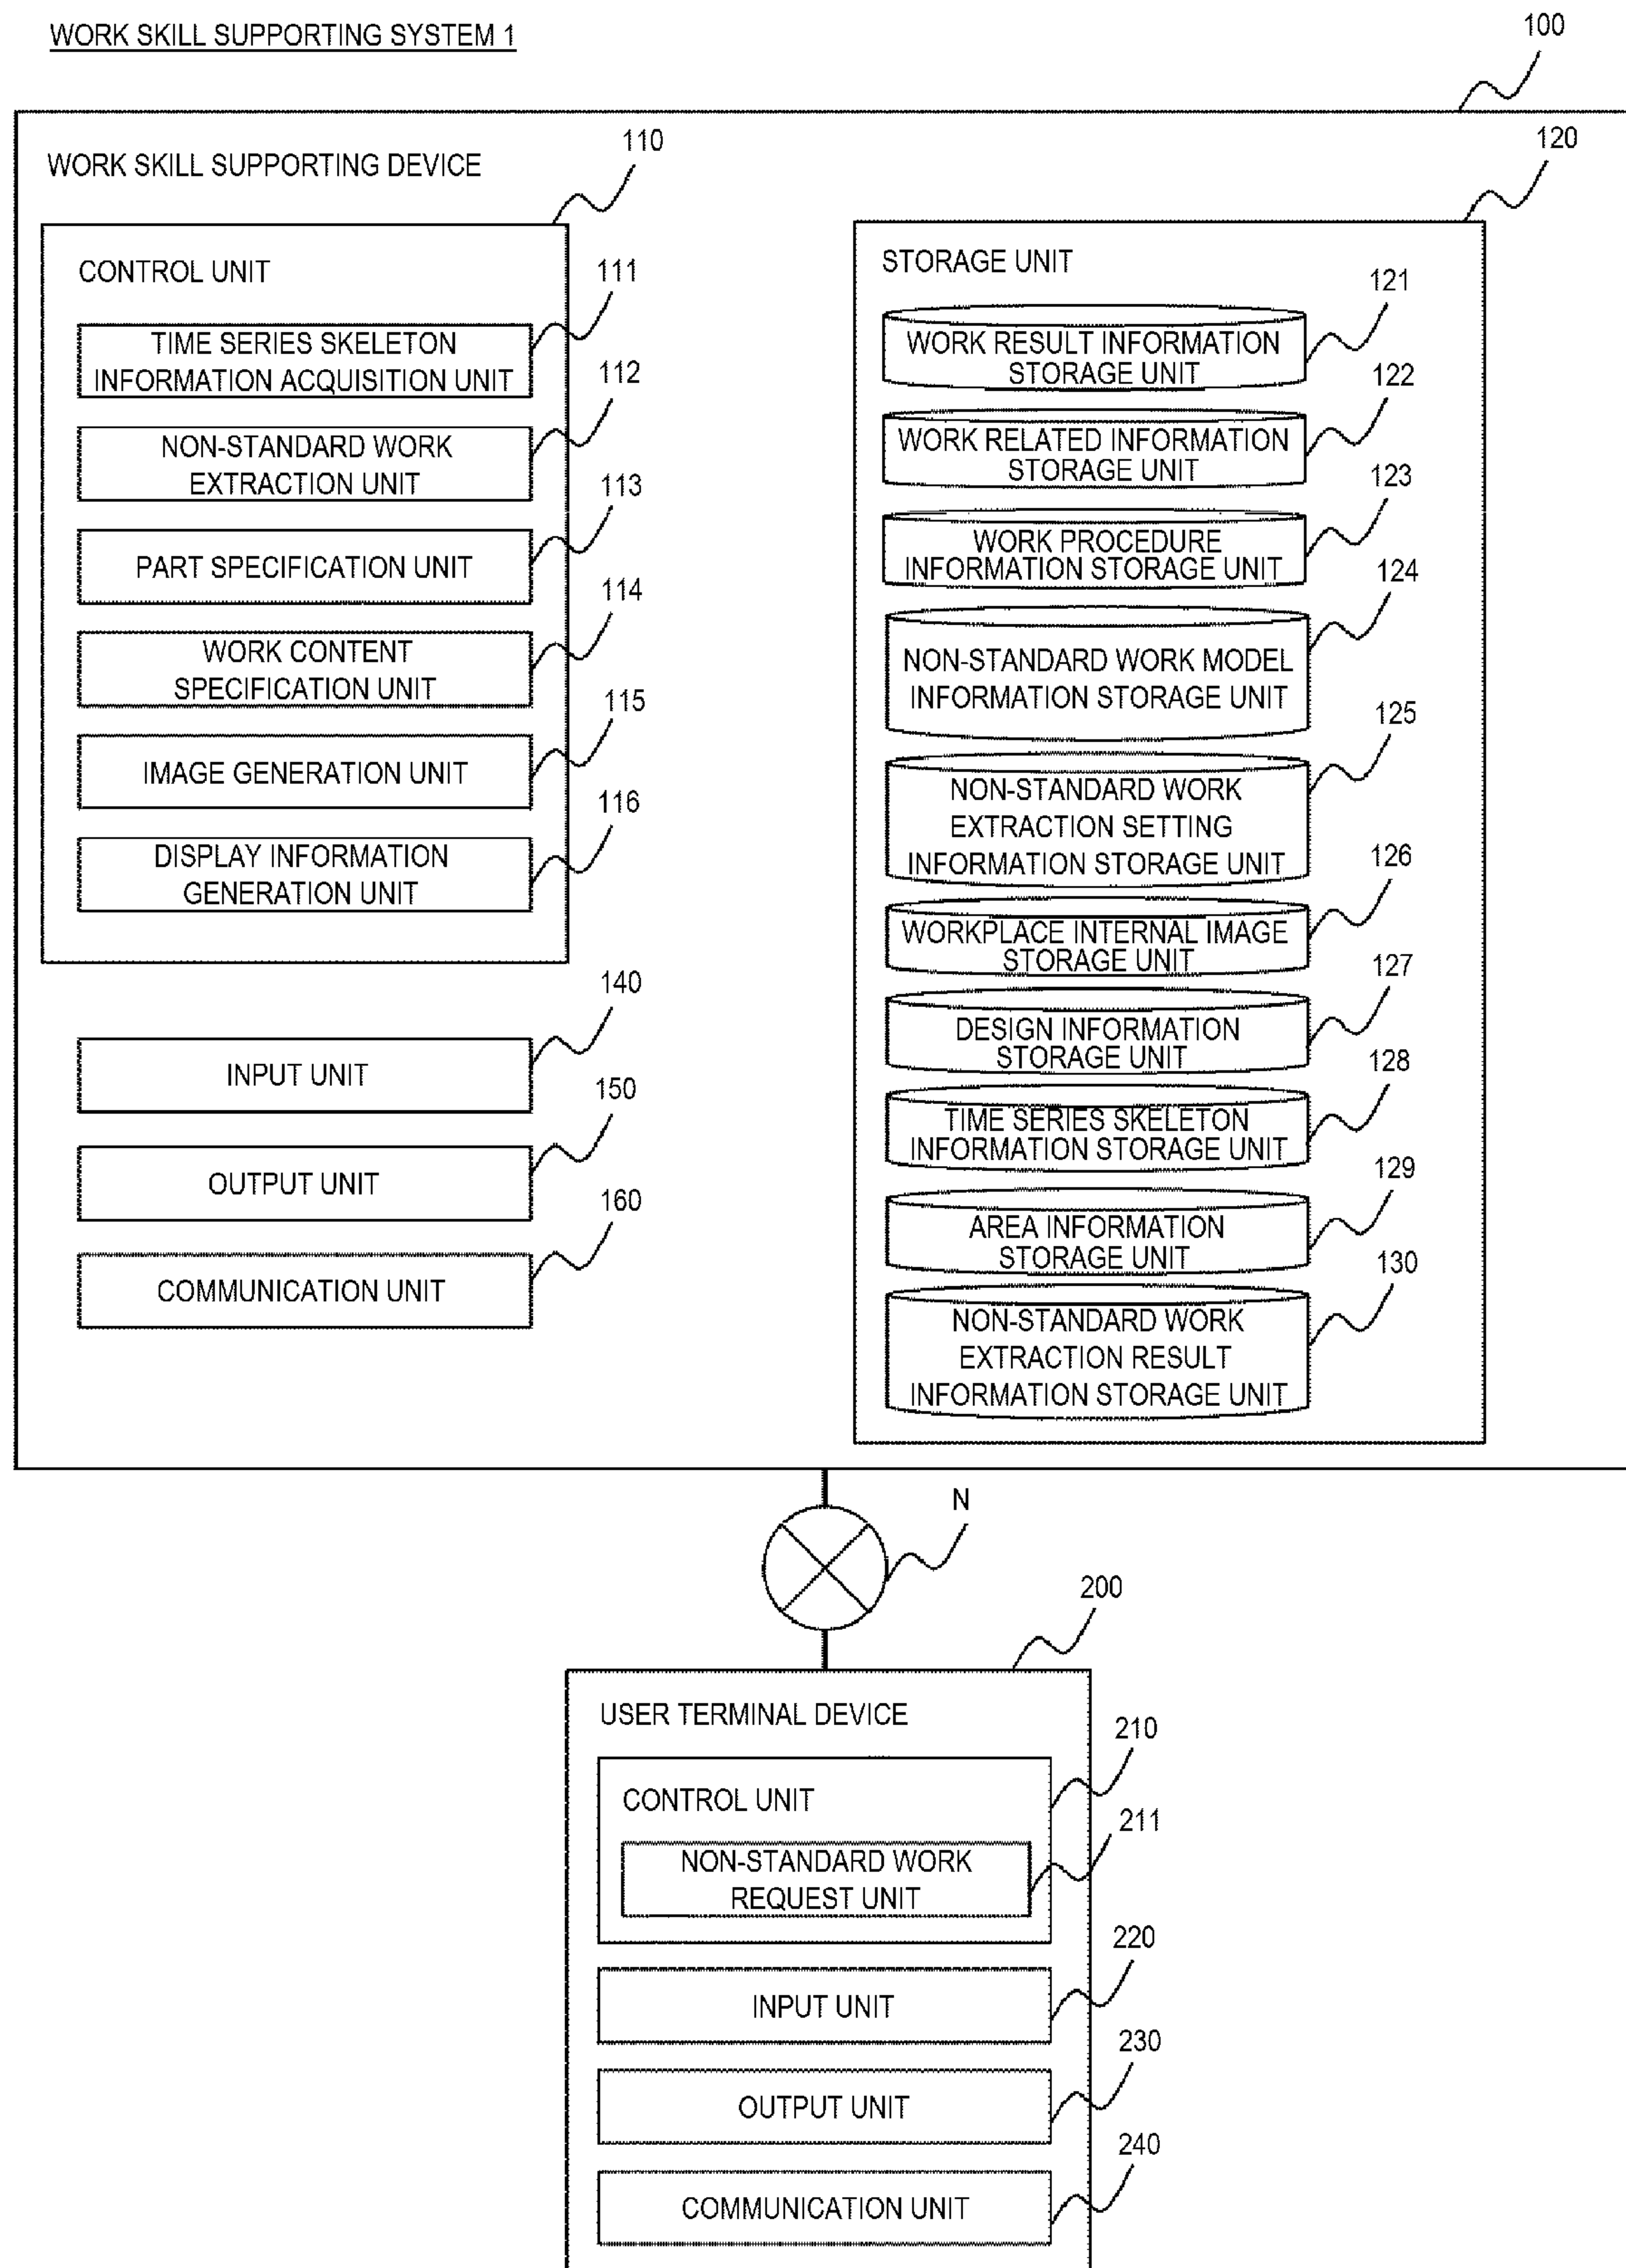 WORK SKILL SUPPORTING SYSTEM 1
100
WORK SKILL SUPPORTING DEVICE
110
120
CONTROL UNIT
111
TIME SERIES SKELETON
INFORMATION ACQUISITION UNIT
112
NON-STANDARD WORK
EXTRACTION UNIT
113
PART SPECIFICATION UNIT
114
WORK CONTENT
SPECIFICATION UNIT
115
IMAGE GENERATION UNIT
116
DISPLAY INFORMATION
GENERATION UNIT
140
INPUT UNIT
150
OUTPUT UNIT
160
COMMUNICATION UNIT
STORAGE UNIT
121
WORK RESULT INFORMATION
STORAGE UNIT
122
WORK RELATED INFORMATION
STORAGE UNIT
123
WORK PROCEDURE
INFORMATION STORAGE UNIT
124
NON-STANDARD WORK MODEL
INFORMATION STORAGE UNIT
125
NON-STANDARD WORK
EXTRACTION SETTING
INFORMATION STORAGE UNIT
126
WORKPLACE INTERNAL IMAGE
STORAGE UNIT
127
DESIGN INFORMATION
STORAGE UNIT
128
TIME SERIES SKELETON
INFORMATION STORAGE UNIT
129
AREA INFORMATION
STORAGE UNIT
130
NON-STANDARD WORK
EXTRACTION RESULT
INFORMATION STORAGE UNIT
N
200
USER TERMINAL DEVICE
210
CONTROL UNIT
211
NON-STANDARD WORK
REQUEST UNIT
220
INPUT UNIT
230
OUTPUT UNIT
240
COMMUNICATION UNIT